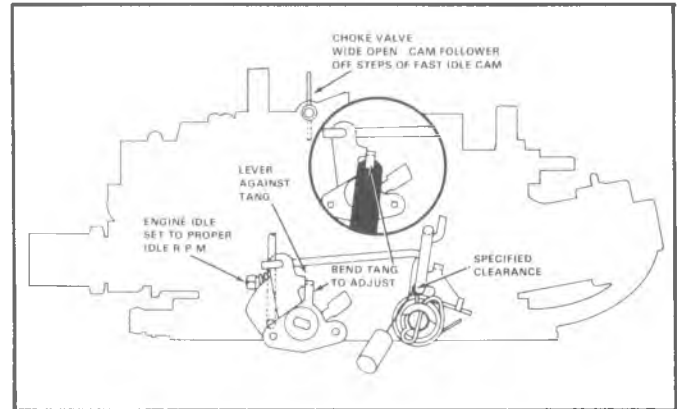 CHOKE VALVE
WIDE OPEN CAM FOLLOWER
OFF STEPS OF FAST IDLE CAM
LEVER
AGAINST
TANG
ENGINE IDLE
SET TO PROPER
IDLE R P M
BEND TANG
TO ADJUST
SPECIFIED
CLEARANCE